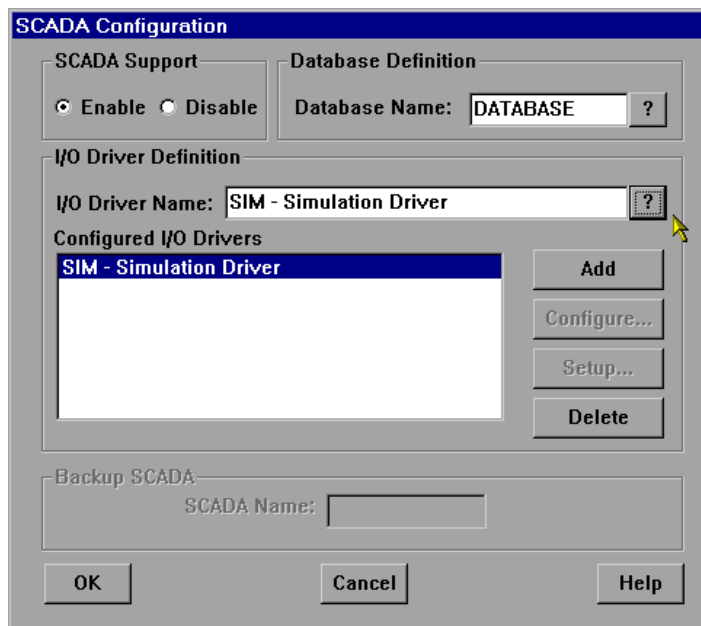 SCADA Configuration
SCADA Support
Enable
Disable
Database Definition
Database Name: DATABASE ?
I/O Driver Definition
I/O Driver Name: SIM - Simulation Driver ?
Configured I/O Drivers
SIM - Simulation Driver
Add
Configure...
Setup...
Delete
Backup SCADA
SCADA Name:
OK
Cancel
Help